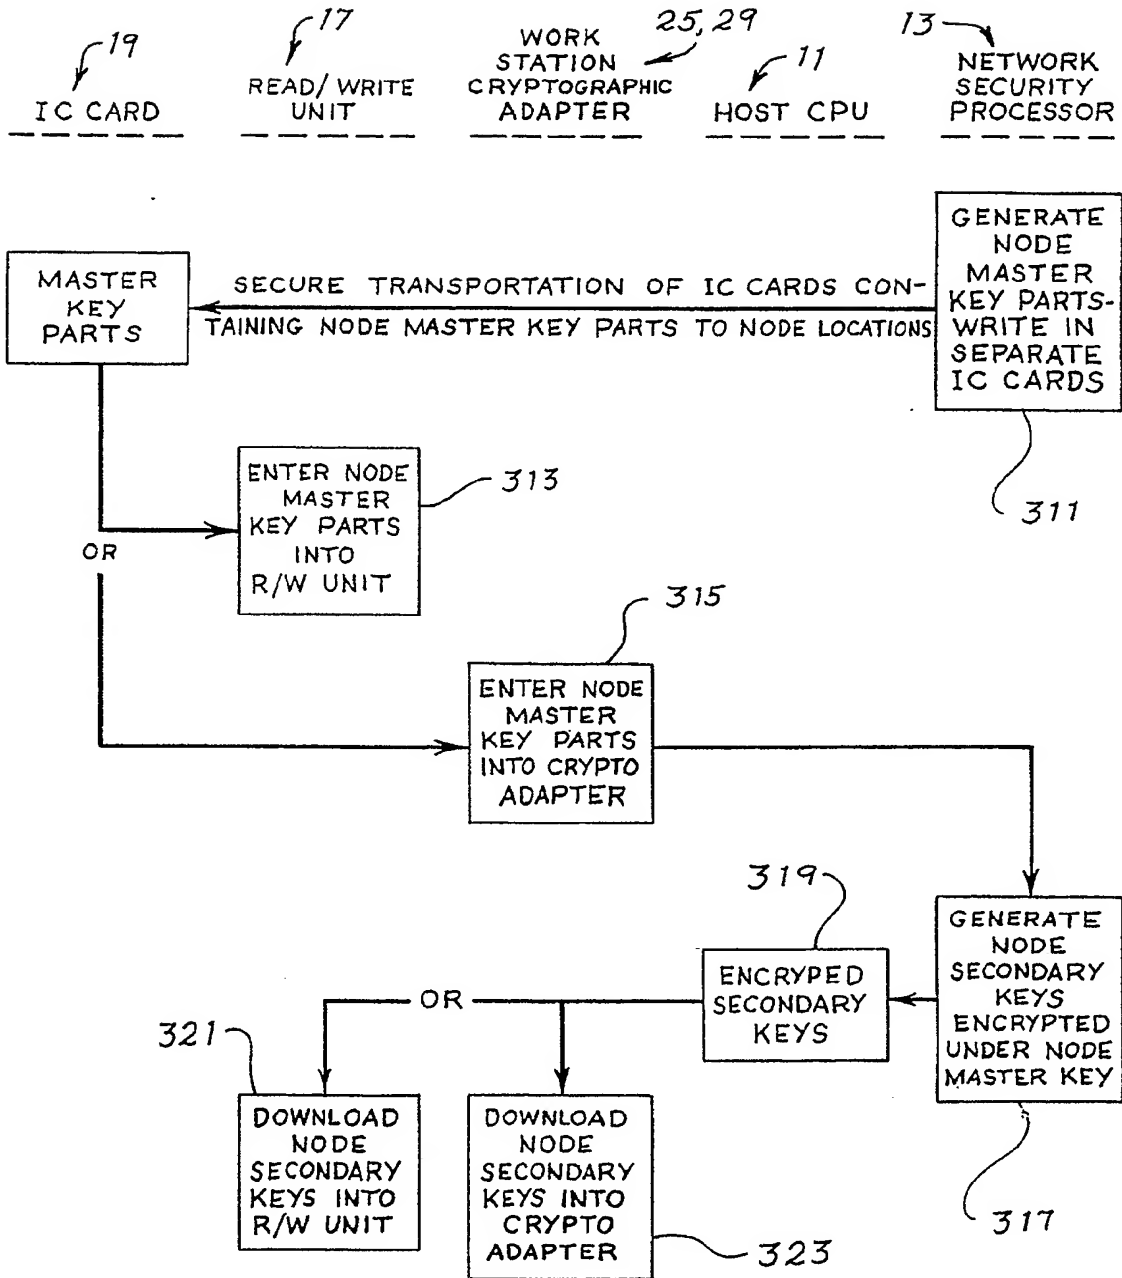 19
IC CARD
17
READ/WRITE
UNIT
25, 29
WORK
STATION
CRYPTOGRAPHIC
ADAPTER
11
HOST CPU
13
NETWORK
SECURITY
PROCESSOR
GENERATE
NODE
MASTER
KEY PARTS-
WRITE IN
SEPARATE
IC CARDS
311
SECURE TRANSPORTATION OF IC CARDS CON-
TAINING NODE MASTER KEY PARTS TO NODE LOCATIONS
MASTER
KEY
PARTS
OR
ENTER NODE
MASTER
KEY PARTS
INTO
R/W UNIT
313
ENTER NODE
MASTER
KEY PARTS
INTO CRYPTO
ADAPTER
315
GENERATE
NODE
SECONDARY
KEYS
ENCRYPTED
UNDER NODE
MASTER KEY
317
319
ENCRYPED
SECONDARY
KEYS
OR
321
DOWNLOAD
NODE
SECONDARY
KEYS INTO
R/W UNIT
DOWNLOAD
NODE
SECONDARY
KEYS INTO
CRYPTO
ADAPTER
323